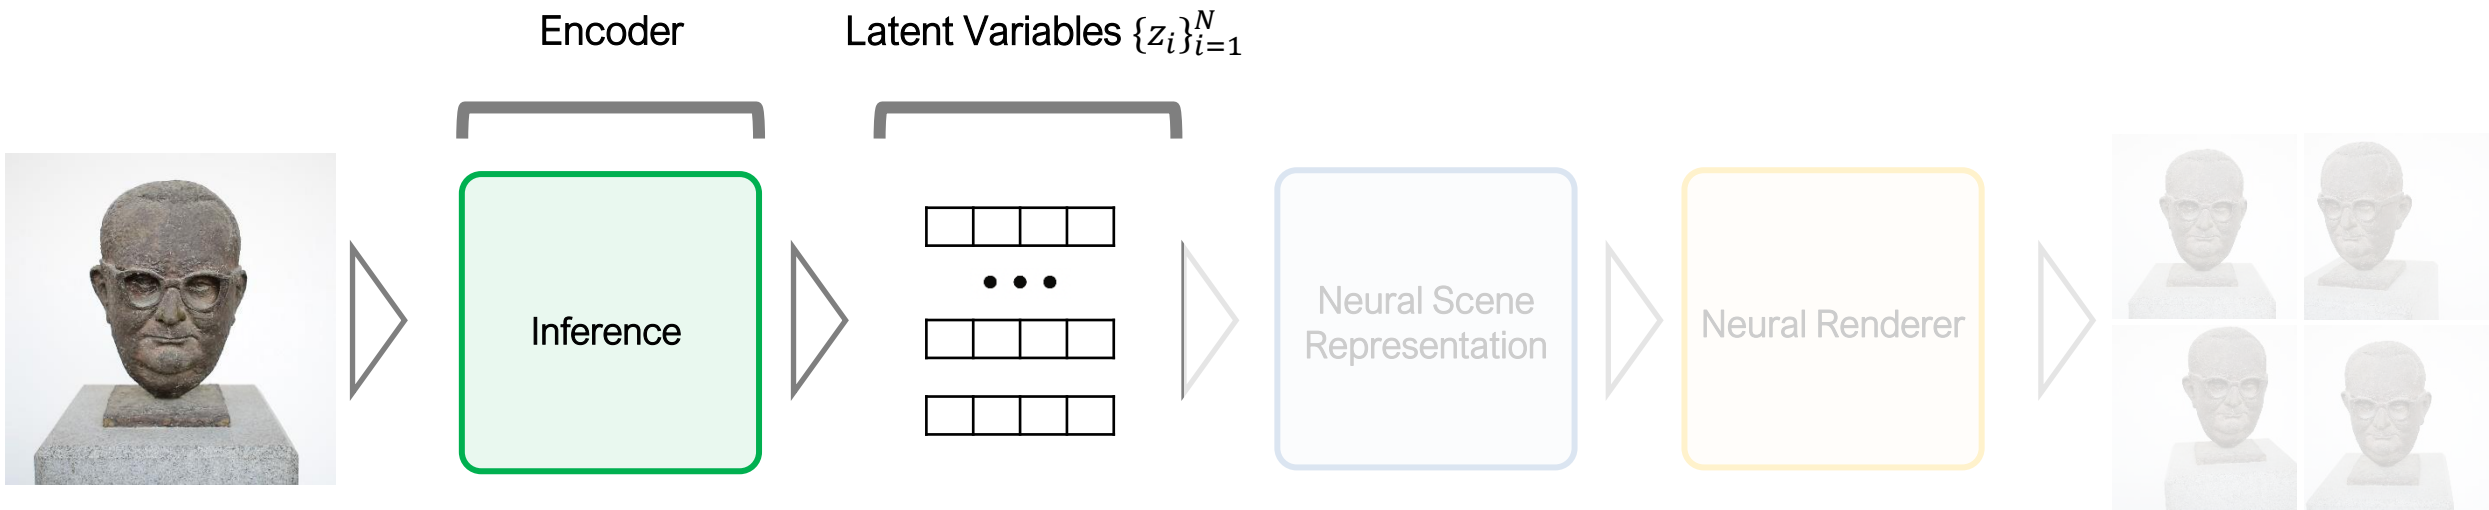 Encoder
Latent Variables $\{z_i\}_{i=1}^{N}$
Inference
Neural Scene
Representation
Neural Renderer